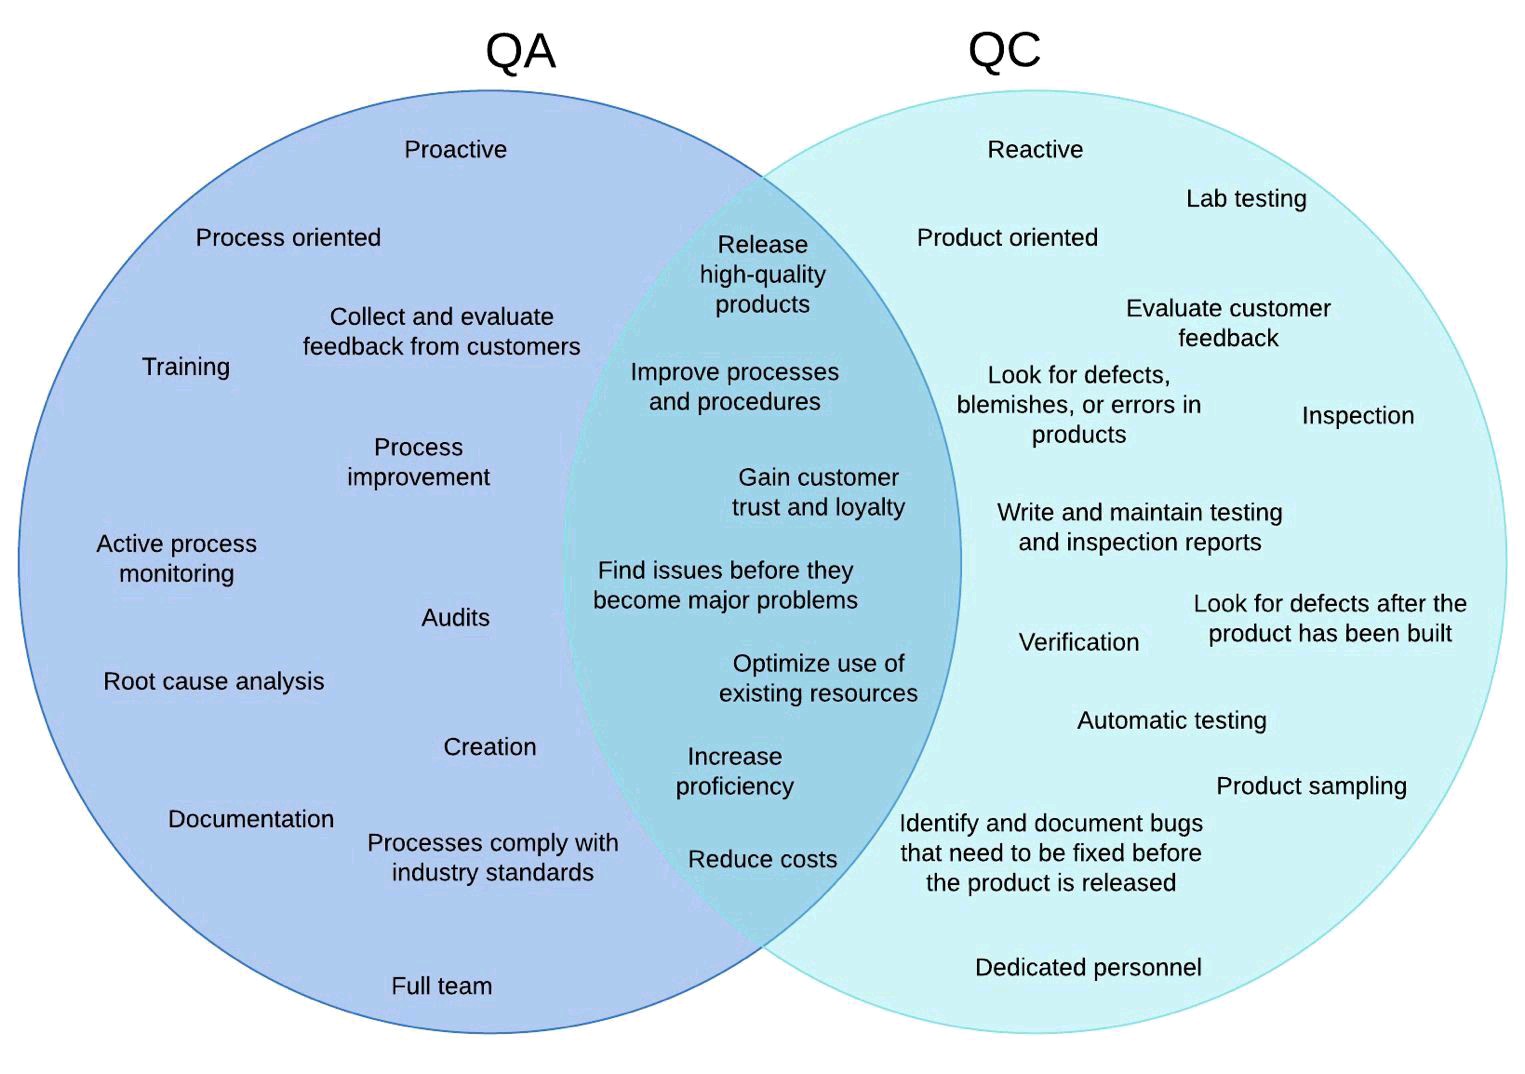 QA
QC
Proactive
Process oriented
Collect and evaluate
feedback from customers
Training
Process
improvement
Active process
monitoring
Audits
Root cause analysis
Creation
Documentation
Processes comply with
industry standards
Full team
Release
high-quality
products
Improve processes
and procedures
Gain customer
trust and loyalty
Find issues before they
become major problems
Optimize use of
existing resources
Increase
proficiency
Reduce costs
Reactive
Lab testing
Product oriented
Evaluate customer
feedback
Look for defects,
blemishes, or errors in
products
Inspection
Write and maintain testing
and inspection reports
Look for defects after the
product has been built
Verification
Automatic testing
Product sampling
Identify and document bugs
that need to be fixed before
the product is released
Dedicated personnel